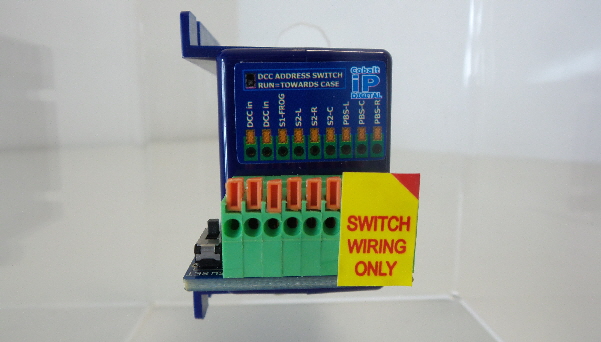 DCC ADDRESS SWITCH
RUN=TOWARDS CASE
Cobalt
iP
DIGITAL
DCC in
DCC in
S1-FROG
S2-L
S2-R
S2-C
PBS-L
PBS-C
PBS-R
SWITCH
WIRING
ONLY